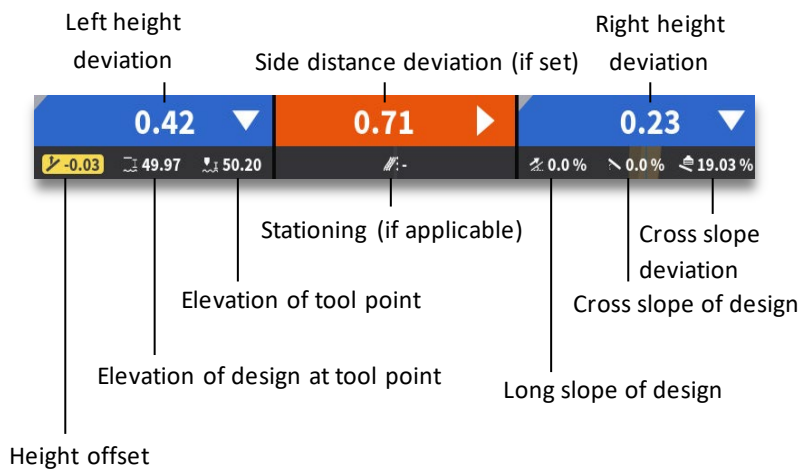 Left height
deviation
Side distance deviation (if set)
Right height
deviation
0.42
0.71
0.23
-0.03
49.97
50.20
:-
0.0 %
0.0 %
19.03 %
Stationing (if applicable)
Cross slope
deviation
Elevation of tool point
Cross slope of design
Elevation of design at tool point
Long slope of design
Height offset